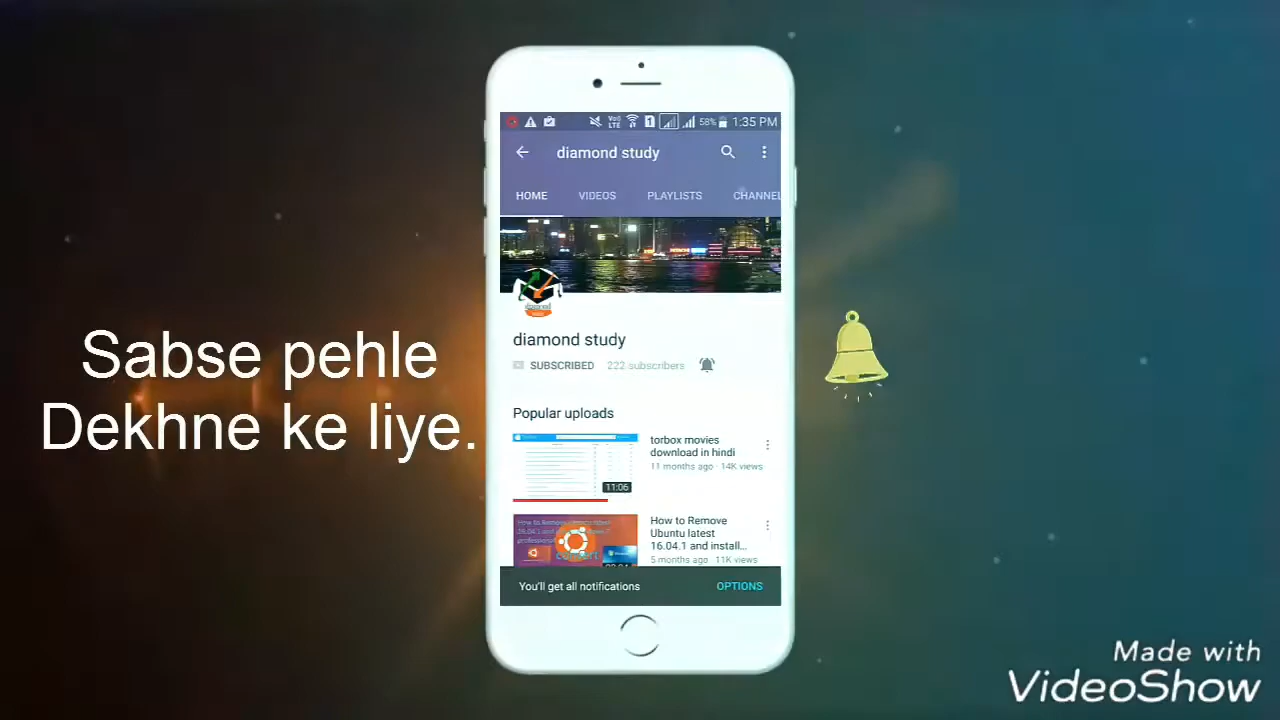 VoD LTE 1 58% 1:35 PM
diamond study
HOME VIDEOS PLAYLISTS CHANNEL
diamond study
SUBSCRIBED 222 subscribers
Sabse pehle
Dekhne ke liye.
Popular uploads
torbox movies
download in hindi
11 months ago · 14K views
11:06
How to Remove
Ubuntu latest
16.04.1 and install...
5 months ago · 11K views
You'll get all notifications OPTIONS
Made with
VideoShow